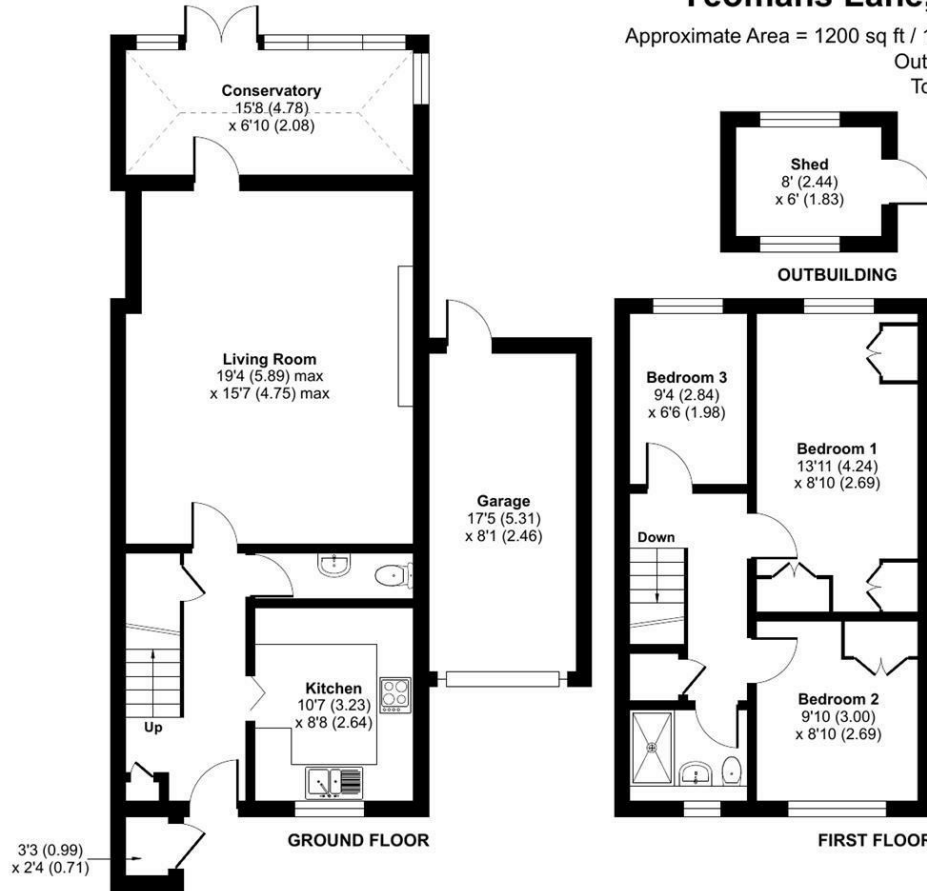 Yeomans Lane,
Approximate Area = 1200 sq ft / 1
Out
To
Conservatory
15'8 (4.78)
x 6'10 (2.08)
Shed
8' (2.44)
x 6' (1.83)
OUTBUILDING
Living Room
19'4 (5.89) max
x 15'7 (4.75) max
Garage
17'5 (5.31)
x 8'1 (2.46)
Kitchen
10'7 (3.23)
x 8'8 (2.64)
Up
3'3 (0.99)
x 2'4 (0.71)
GROUND FLOOR
Bedroom 3
9'4 (2.84)
x 6'6 (1.98)
Bedroom 1
13'11 (4.24)
x 8'10 (2.69)
Down
Bedroom 2
9'10 (3.00)
x 8'10 (2.69)
FIRST FLOOR